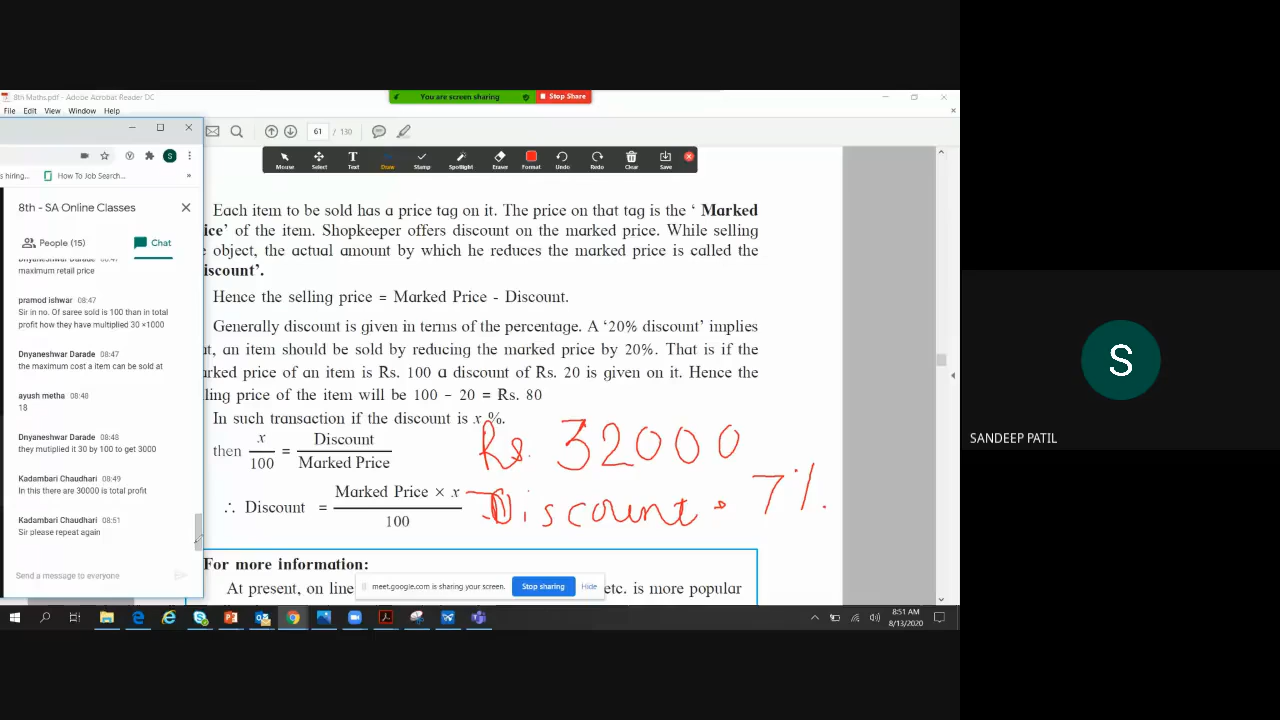 8th Maths.pdf - Adobe Acrobat Reader DC
You are screen sharing
Stop Share
File Edit View Window Help
61 / 130
Mouse Select Text Draw Stamp Spotlight Eraser Format Undo Redo Clear Save
s hiring...
How To Job Search...
»
8th - SA Online Classes
People (15)
Chat
Dnyaneshwar Darade 08:47
maximum retail price
pramod ishwar 08:47
Sir in no. Of saree sold is 100 than in total
profit how they have multiplied 30 ×1000
Dnyaneshwar Darade 08:47
the maximum cost a item can be sold at
ayush metha 08:48
18
Dnyaneshwar Darade 08:48
they mutiplied it 30 by 100 to get 3000
Kadambari Chaudhari 08:49
In this there are 30000 is total profit
Kadambari Chaudhari 08:51
Sir please repeat again
Send a message to everyone
Each item to be sold has a price tag on it. The price on that tag is the ‘ Marked
ice’ of the item. Shopkeeper offers discount on the marked price. While selling
object, the actual amount by which he reduces the marked price is called the
iscount’.
Hence the selling price = Marked Price - Discount.
Generally discount is given in terms of the percentage. A ‘20% discount’ implies
at, an item should be sold by reducing the marked price by 20%. That is if the
rked price of an item is Rs. 100 a discount of Rs. 20 is given on it. Hence the
ling price of the item will be 100 − 20 = Rs. 80
In such transaction if the discount is x %.
then x/100 = Discount/Marked Price
Rs. 32000
∴ Discount = Marked Price × x/100
Discount = 7%.
For more information:
At present, on line
etc. is more popular
meet.google.com is sharing your screen.
Stop sharing
Hide
8:51 AM
8/13/2020
S
SANDEEP PATIL